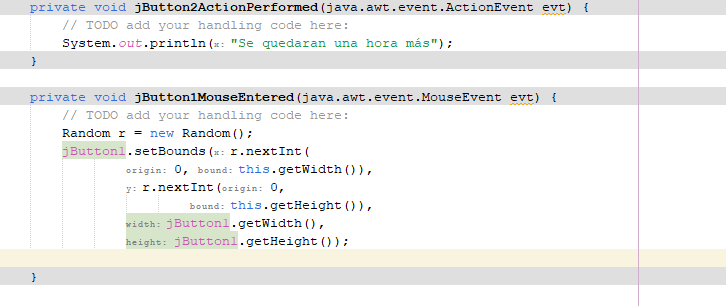 private void jButton2ActionPerformed(java.awt.event.ActionEvent evt) {
// TODO add your handling code here:
System.out.println(x: "Se quedaran una hora más");
}
private void jButton1MouseEntered(java.awt.event.MouseEvent evt) {
// TODO add your handling code here:
Random r = new Random();
jButton1.setBounds(x: r.nextInt(
origin: 0, bound: this.getWidth()),
y: r.nextInt(origin: 0,
bound: this.getHeight()),
width: jButton1.getWidth(),
height: jButton1.getHeight());
}